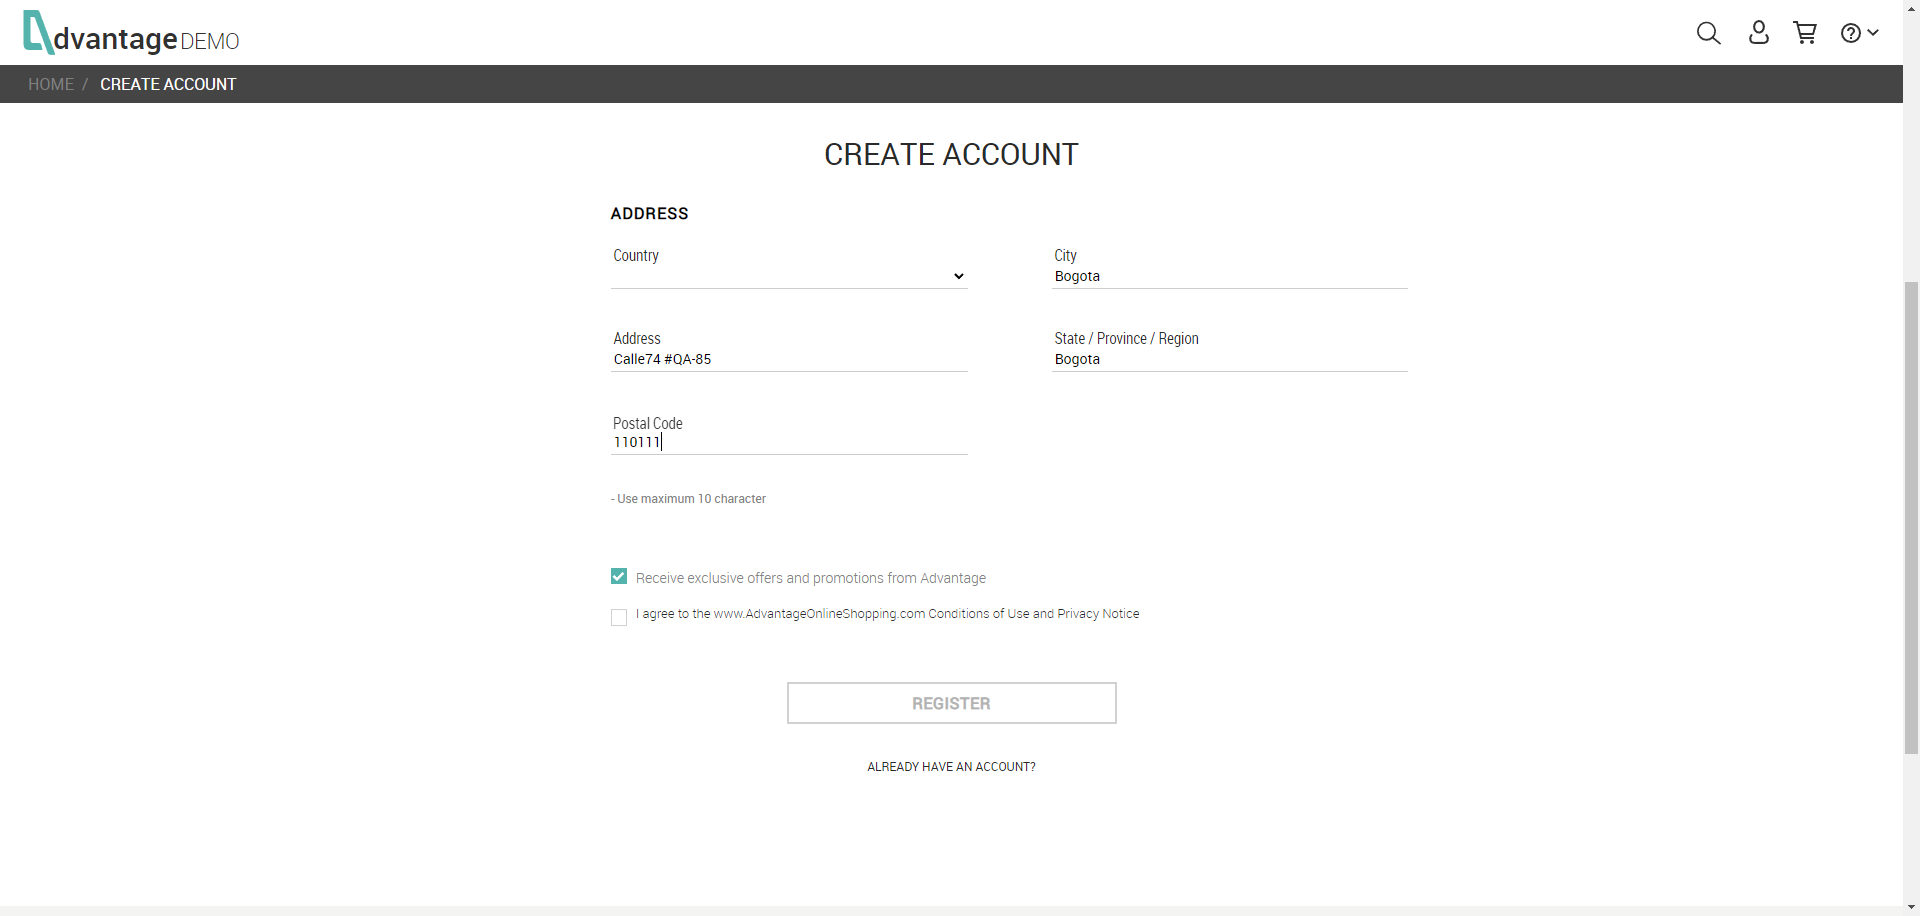 dvantage DEMO
HOME / CREATE ACCOUNT
CREATE ACCOUNT
ADDRESS
Country
City
Bogota
Address
Calle74 #QA-85
State / Province / Region
Bogota
Postal Code
110111
- Use maximum 10 character
Receive exclusive offers and promotions from Advantage
I agree to the www.AdvantageOnlineShopping.com Conditions of Use and Privacy Notice
REGISTER
ALREADY HAVE AN ACCOUNT?